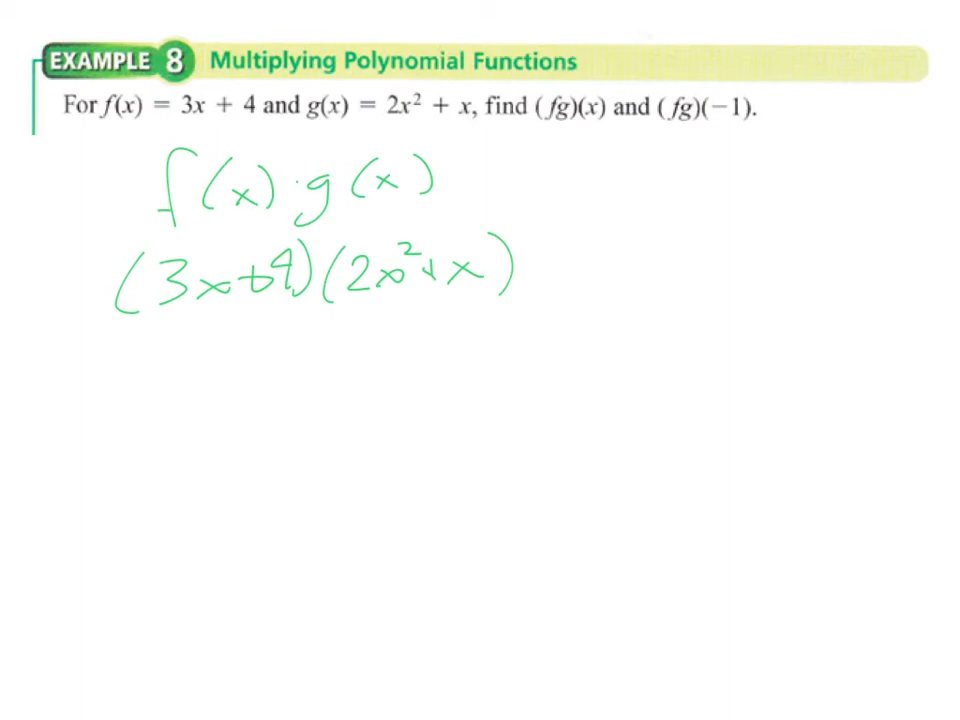 EXAMPLE 8 Multiplying Polynomial Functions
For f(x) = 3x + 4 and g(x) = 2x² + x, find (fg)(x) and (fg)(−1).
f(x)·g(x)
(3x+4)(2x²+x)